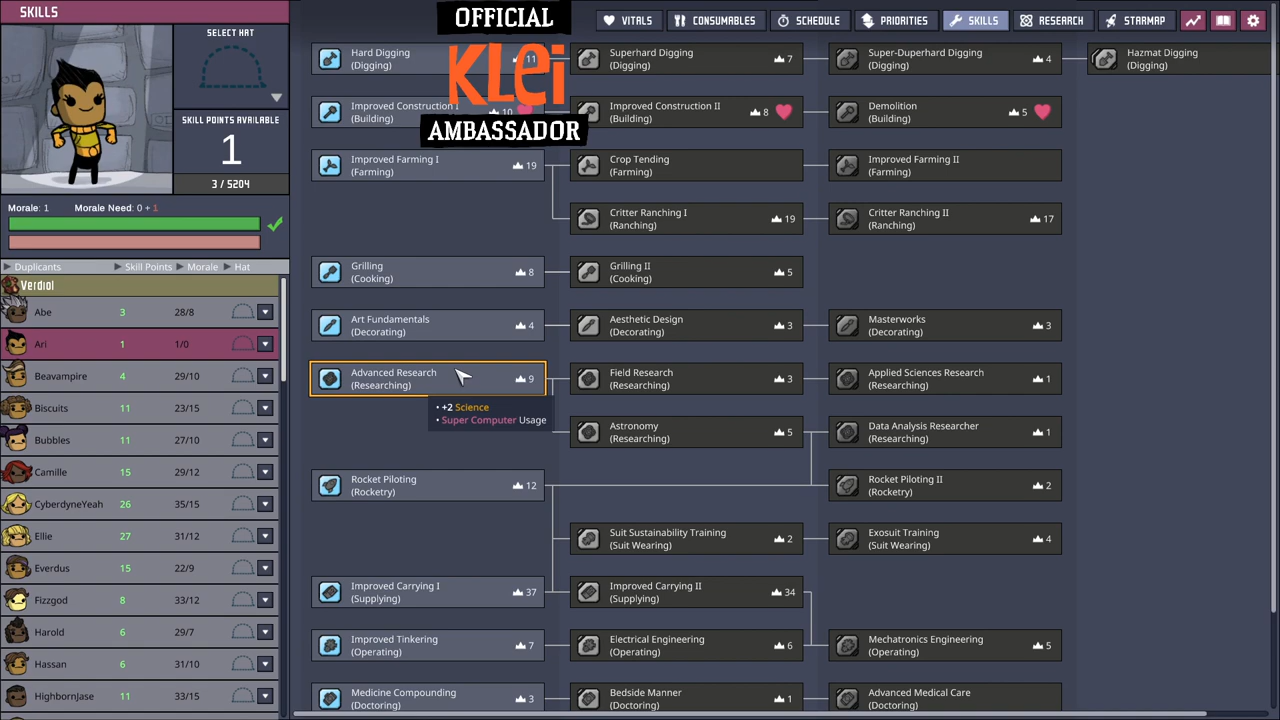 SKILLS
SELECT HAT
SKILL POINTS AVAILABLE
1
3 / 5204
Morale: 1
Morale Need: 0 + 1
Duplicants
Skill Points
Morale
Hat
Verdiol
Abe 3 28/8
Ari 1 1/0
Beavampire 4 29/10
Biscuits 11 23/15
Bubbles 11 27/10
Camille 15 29/12
CyberdyneYeah 26 35/15
Ellie 27 31/12
Everdus 15 22/9
Fizzgod 8 33/12
Harold 6 29/7
Hassan 6 31/10
HighbornJase 11 33/15
OFFICIAL
KLei
AMBASSADOR
VITALS
CONSUMABLES
SCHEDULE
PRIORITIES
SKILLS
RESEARCH
STARMAP
Hard Digging
(Digging)
11
Superhard Digging
(Digging)
7
Super-Duperhard Digging
(Digging)
4
Hazmat Digging
(Digging)
Improved Construction I
(Building)
10
Improved Construction II
(Building)
8
Demolition
(Building)
5
Improved Farming I
(Farming)
19
Crop Tending
(Farming)
Improved Farming II
(Farming)
Critter Ranching I
(Ranching)
19
Critter Ranching II
(Ranching)
17
Grilling
(Cooking)
8
Grilling II
(Cooking)
5
Art Fundamentals
(Decorating)
4
Aesthetic Design
(Decorating)
3
Masterworks
(Decorating)
3
Advanced Research
(Researching)
9
• +2 Science
• Super Computer Usage
Field Research
(Researching)
3
Applied Sciences Research
(Researching)
1
Astronomy
(Researching)
5
Data Analysis Researcher
(Researching)
1
Rocket Piloting
(Rocketry)
12
Rocket Piloting II
(Rocketry)
2
Suit Sustainability Training
(Suit Wearing)
2
Exosuit Training
(Suit Wearing)
4
Improved Carrying I
(Supplying)
37
Improved Carrying II
(Supplying)
34
Improved Tinkering
(Operating)
7
Electrical Engineering
(Operating)
6
Mechatronics Engineering
(Operating)
5
Medicine Compounding
(Doctoring)
3
Bedside Manner
(Doctoring)
1
Advanced Medical Care
(Doctoring)